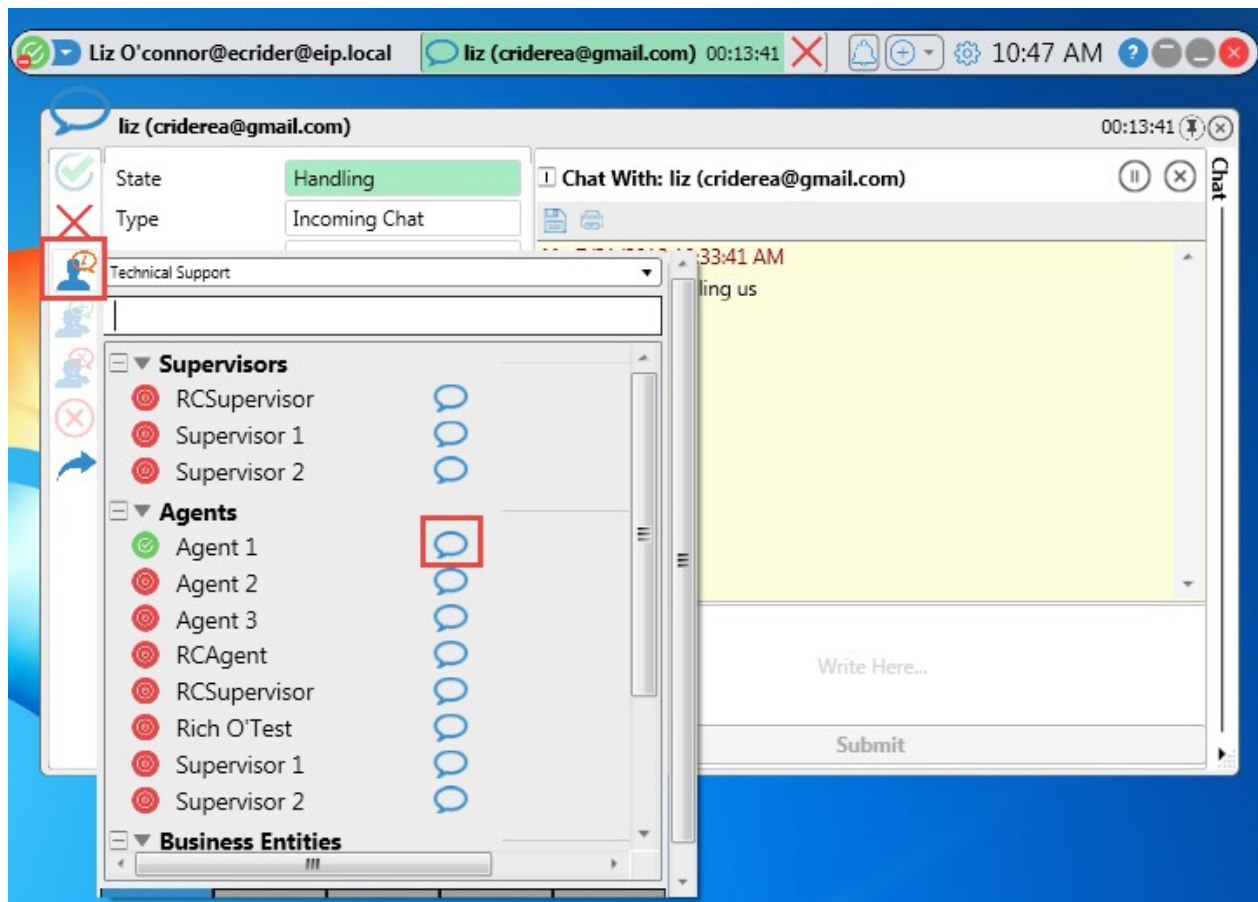 Liz O'connor@ecrider@eip.local liz (criderea@gmail.com) 00:13:41 10:47 AM ?
liz (criderea@gmail.com) 00:13:41
State Handling
Type Incoming Chat
Chat With: liz (criderea@gmail.com)
Chat
:33:41 AM
ling us
Technical Support
Supervisors
RCSupervisor
Supervisor 1
Supervisor 2
Agents
Agent 1
Agent 2
Agent 3
RCAgent
RCSupervisor
Rich O'Test
Supervisor 1
Supervisor 2
Business Entities
Write Here...
Submit